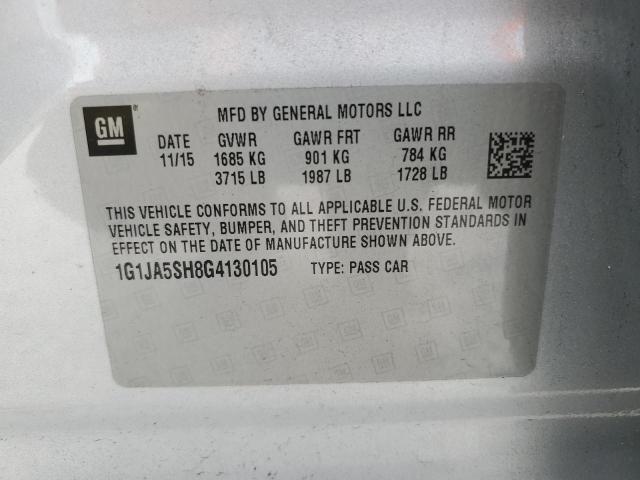 GM
MFD BY GENERAL MOTORS LLC
DATE GVWR GAWR FRT GAWR RR
11/15 1685 KG 901 KG 784 KG
3715 LB 1987 LB 1728 LB
THIS VEHICLE CONFORMS TO ALL APPLICABLE U.S. FEDERAL MOTOR
VEHICLE SAFETY, BUMPER, AND THEFT PREVENTION STANDARDS IN
EFFECT ON THE DATE OF MANUFACTURE SHOWN ABOVE.
1G1JA5SH8G4130105 TYPE: PASS CAR